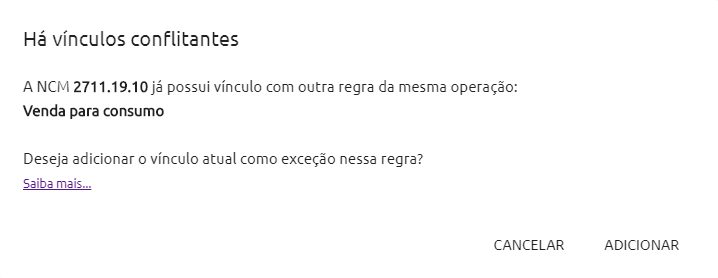 Há vínculos conflitantes
A NCM 2711.19.10 já possui vínculo com outra regra da mesma operação:
Venda para consumo
Deseja adicionar o vínculo atual como exceção nessa regra?
Saiba mais...
CANCELAR ADICIONAR